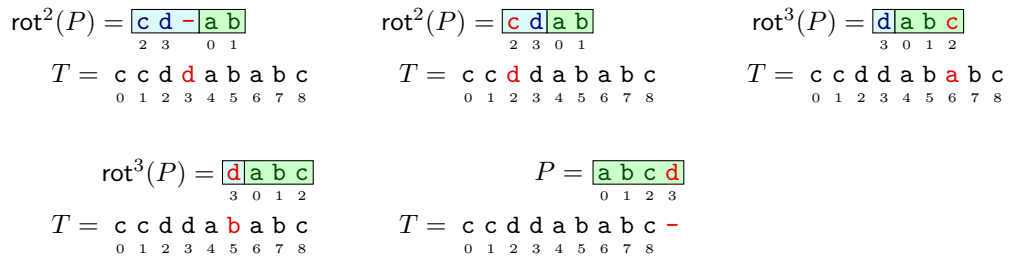 rot²(P) = c d - a b
2 3 0 1
T = c c d d a b a b c
0 1 2 3 4 5 6 7 8
rot²(P) = c d a b
2 3 0 1
T = c c d d a b a b c
0 1 2 3 4 5 6 7 8
rot³(P) = d a b c
3 0 1 2
T = c c d d a b a b c
0 1 2 3 4 5 6 7 8
rot³(P) = d a b c
3 0 1 2
T = c c d d a b a b c
0 1 2 3 4 5 6 7 8
P = a b c d
0 1 2 3
T = c c d d a b a b c -
0 1 2 3 4 5 6 7 8